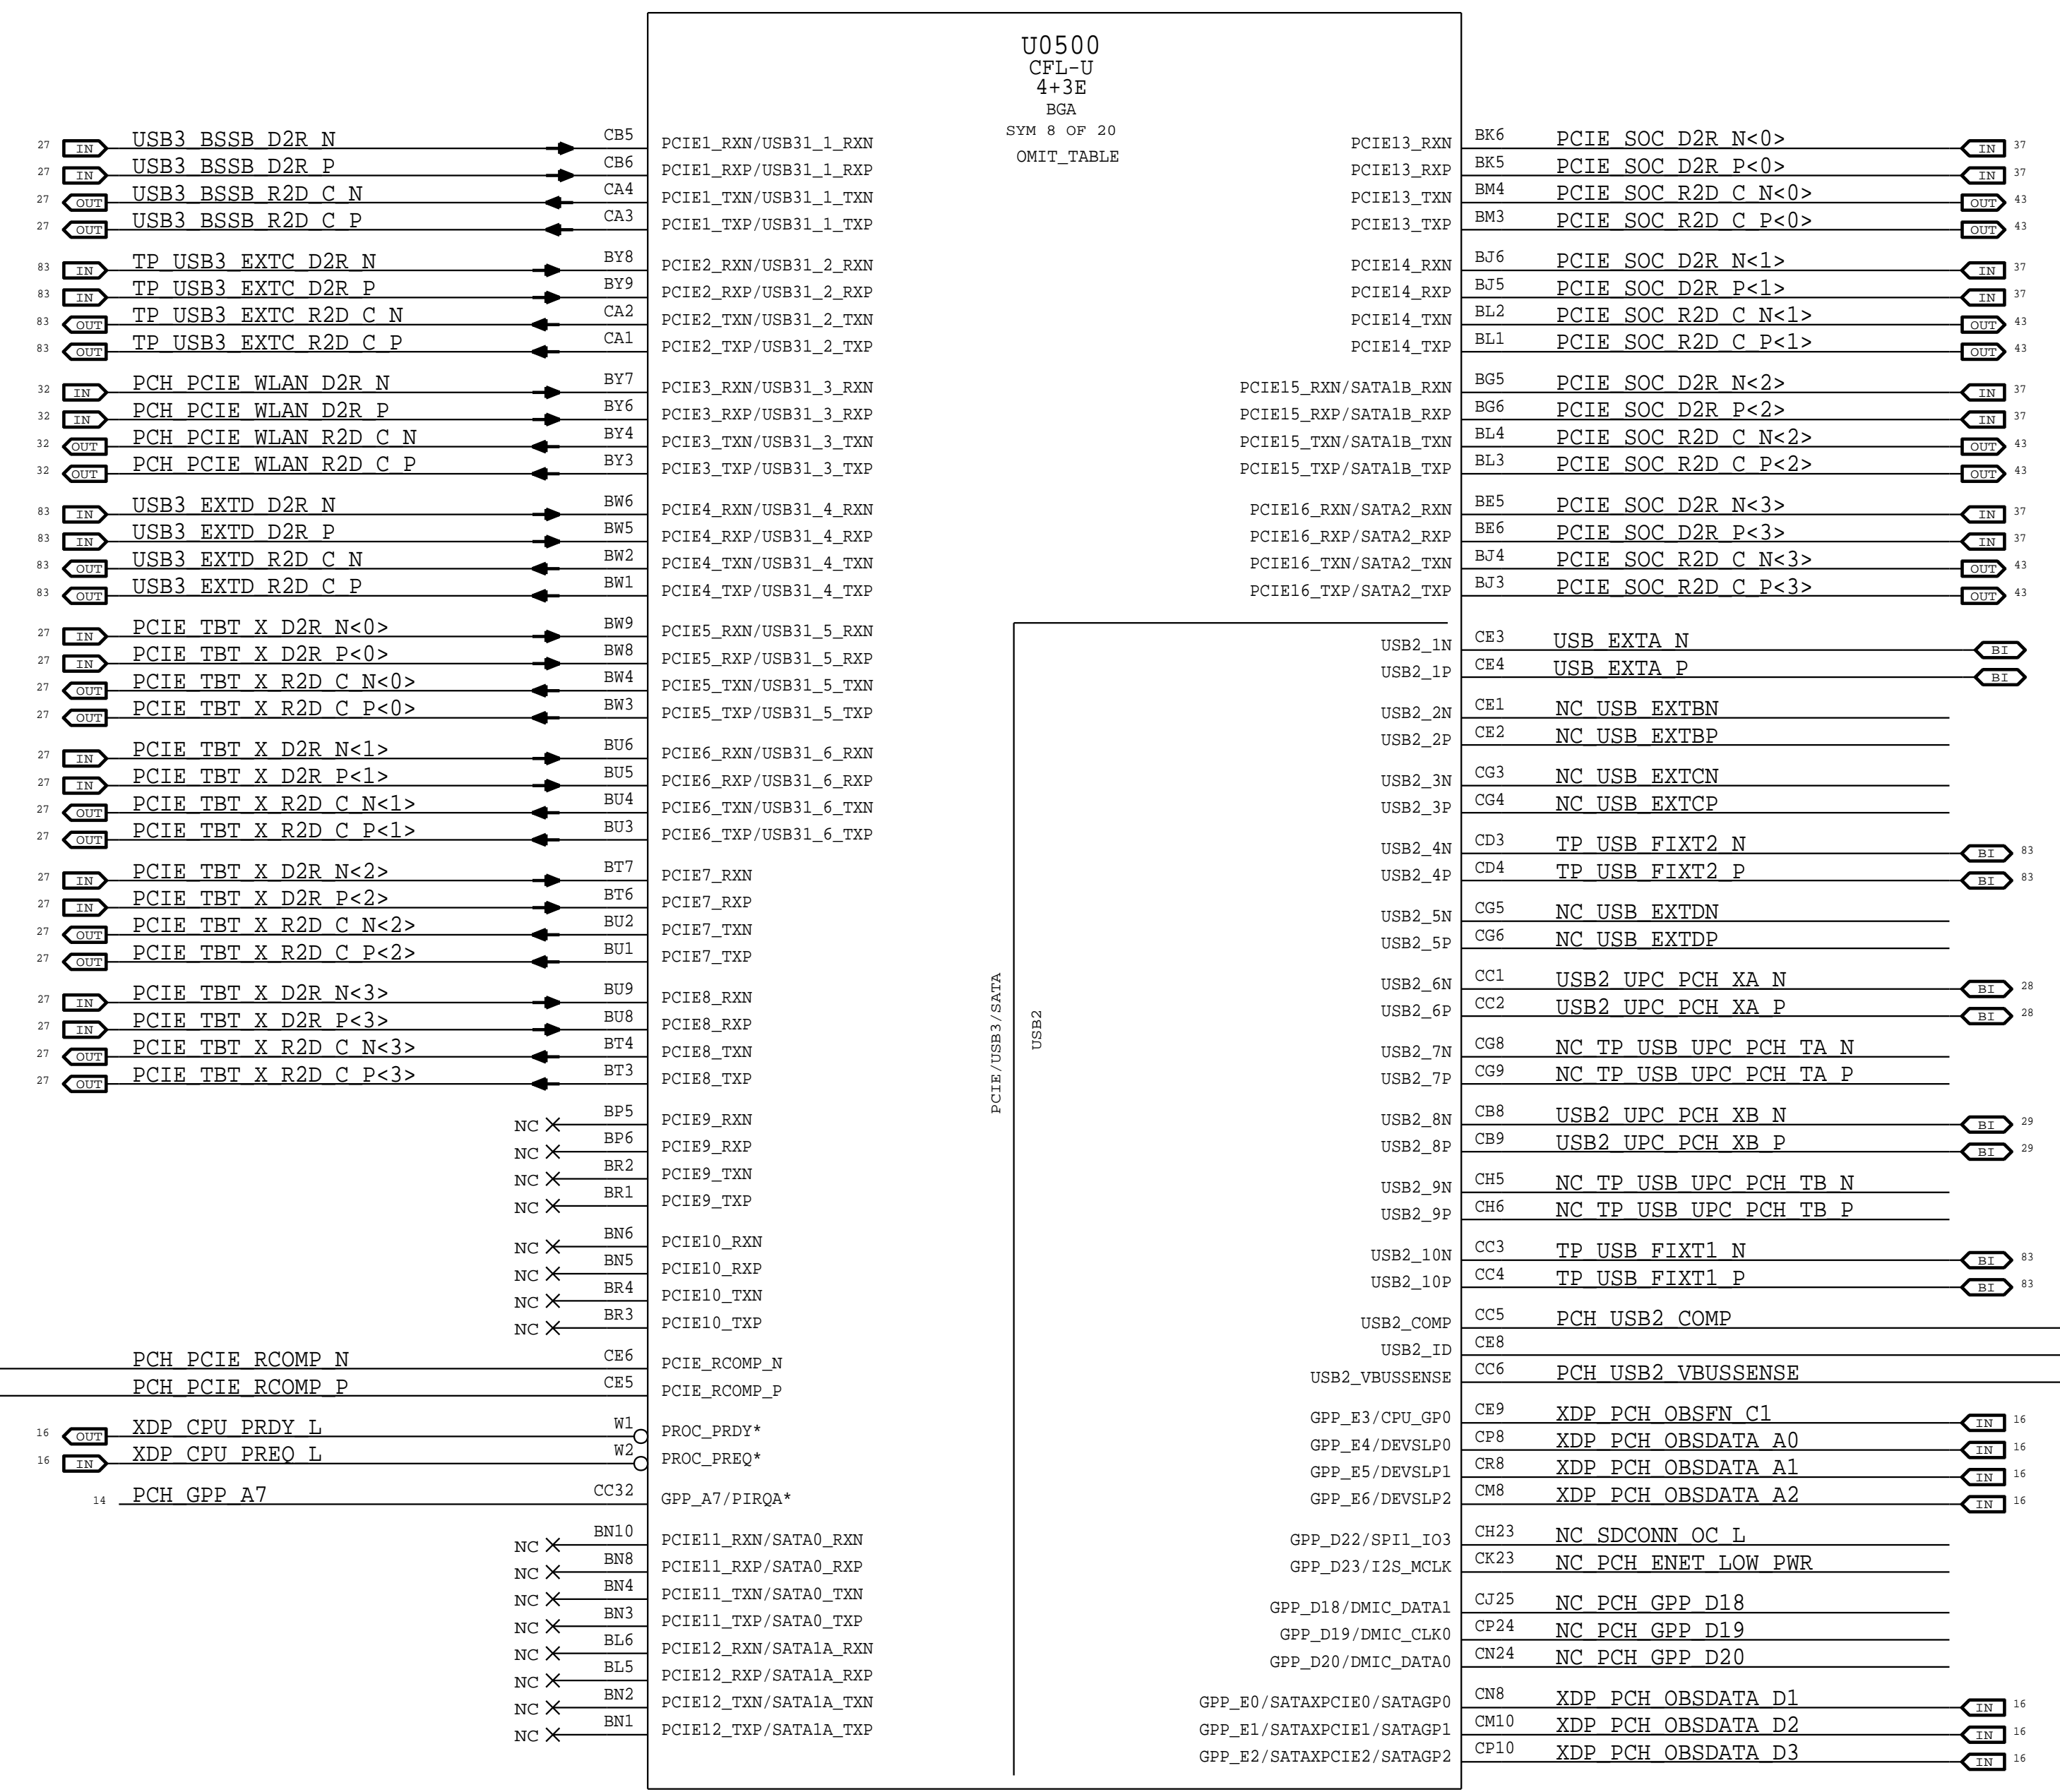 U0500
CFL-U
4+3E
BGA
SYM 8 OF 20
OMIT_TABLE
27 IN USB3_BSSB_D2R_N CB5 PCIE1_RXN/USB31_1_RXN
27 IN USB3_BSSB_D2R_P CB6 PCIE1_RXP/USB31_1_RXP
27 OUT USB3_BSSB_R2D_C_N CA4 PCIE1_TXN/USB31_1_TXN
27 OUT USB3_BSSB_R2D_C_P CA3 PCIE1_TXP/USB31_1_TXP
83 IN TP_USB3_EXTC_D2R_N BY8 PCIE2_RXN/USB31_2_RXN
83 IN TP_USB3_EXTC_D2R_P BY9 PCIE2_RXP/USB31_2_RXP
83 OUT TP_USB3_EXTC_R2D_C_N CA2 PCIE2_TXN/USB31_2_TXN
83 OUT TP_USB3_EXTC_R2D_C_P CA1 PCIE2_TXP/USB31_2_TXP
32 IN PCH_PCIE_WLAN_D2R_N BY7 PCIE3_RXN/USB31_3_RXN
32 IN PCH_PCIE_WLAN_D2R_P BY6 PCIE3_RXP/USB31_3_RXP
32 OUT PCH_PCIE_WLAN_R2D_C_N BY4 PCIE3_TXN/USB31_3_TXN
32 OUT PCH_PCIE_WLAN_R2D_C_P BY3 PCIE3_TXP/USB31_3_TXP
83 IN USB3_EXTD_D2R_N BW6 PCIE4_RXN/USB31_4_RXN
83 IN USB3_EXTD_D2R_P BW5 PCIE4_RXP/USB31_4_RXP
83 OUT USB3_EXTD_R2D_C_N BW2 PCIE4_TXN/USB31_4_TXN
83 OUT USB3_EXTD_R2D_C_P BW1 PCIE4_TXP/USB31_4_TXP
27 IN PCIE_TBT_X_D2R_N<0> BW9 PCIE5_RXN/USB31_5_RXN
27 IN PCIE_TBT_X_D2R_P<0> BW8 PCIE5_RXP/USB31_5_RXP
27 OUT PCIE_TBT_X_R2D_C_N<0> BW4 PCIE5_TXN/USB31_5_TXN
27 OUT PCIE_TBT_X_R2D_C_P<0> BW3 PCIE5_TXP/USB31_5_TXP
27 IN PCIE_TBT_X_D2R_N<1> BU6 PCIE6_RXN/USB31_6_RXN
27 IN PCIE_TBT_X_D2R_P<1> BU5 PCIE6_RXP/USB31_6_RXP
27 OUT PCIE_TBT_X_R2D_C_N<1> BU4 PCIE6_TXN/USB31_6_TXN
27 OUT PCIE_TBT_X_R2D_C_P<1> BU3 PCIE6_TXP/USB31_6_TXP
27 IN PCIE_TBT_X_D2R_N<2> BT7 PCIE7_RXN
27 IN PCIE_TBT_X_D2R_P<2> BT6 PCIE7_RXP
27 OUT PCIE_TBT_X_R2D_C_N<2> BU2 PCIE7_TXN
27 OUT PCIE_TBT_X_R2D_C_P<2> BU1 PCIE7_TXP
27 IN PCIE_TBT_X_D2R_N<3> BU9 PCIE8_RXN
27 IN PCIE_TBT_X_D2R_P<3> BU8 PCIE8_RXP
27 OUT PCIE_TBT_X_R2D_C_N<3> BT4 PCIE8_TXN
27 OUT PCIE_TBT_X_R2D_C_P<3> BT3 PCIE8_TXP
NC BP5 PCIE9_RXN
NC BP6 PCIE9_RXP
NC BR2 PCIE9_TXN
NC BR1 PCIE9_TXP
NC BN6 PCIE10_RXN
NC BN5 PCIE10_RXP
NC BR4 PCIE10_TXN
NC BR3 PCIE10_TXP
PCH_PCIE_RCOMP_N CE6 PCIE_RCOMP_N
PCH_PCIE_RCOMP_P CE5 PCIE_RCOMP_P
16 OUT XDP_CPU_PRDY_L W1 PROC_PRDY*
16 IN XDP_CPU_PREQ_L W2 PROC_PREQ*
14 PCH_GPP_A7 CC32 GPP_A7/PIRQA*
NC BN10 PCIE11_RXN/SATA0_RXN
NC BN8 PCIE11_RXP/SATA0_RXP
NC BN4 PCIE11_TXN/SATA0_TXN
NC BN3 PCIE11_TXP/SATA0_TXP
NC BL6 PCIE12_RXN/SATA1A_RXN
NC BL5 PCIE12_RXP/SATA1A_RXP
NC BN2 PCIE12_TXN/SATA1A_TXN
NC BN1 PCIE12_TXP/SATA1A_TXP
PCIE/USB3/SATA
USB2
PCIE13_RXN BK6 PCIE_SOC_D2R_N<0> IN 37
PCIE13_RXP BK5 PCIE_SOC_D2R_P<0> IN 37
PCIE13_TXN BM4 PCIE_SOC_R2D_C_N<0> OUT 43
PCIE13_TXP BM3 PCIE_SOC_R2D_C_P<0> OUT 43
PCIE14_RXN BJ6 PCIE_SOC_D2R_N<1> IN 37
PCIE14_RXP BJ5 PCIE_SOC_D2R_P<1> IN 37
PCIE14_TXN BL2 PCIE_SOC_R2D_C_N<1> OUT 43
PCIE14_TXP BL1 PCIE_SOC_R2D_C_P<1> OUT 43
PCIE15_RXN/SATA1B_RXN BG5 PCIE_SOC_D2R_N<2> IN 37
PCIE15_RXP/SATA1B_RXP BG6 PCIE_SOC_D2R_P<2> IN 37
PCIE15_TXN/SATA1B_TXN BL4 PCIE_SOC_R2D_C_N<2> OUT 43
PCIE15_TXP/SATA1B_TXP BL3 PCIE_SOC_R2D_C_P<2> OUT 43
PCIE16_RXN/SATA2_RXN BE5 PCIE_SOC_D2R_N<3> IN 37
PCIE16_RXP/SATA2_RXP BE6 PCIE_SOC_D2R_P<3> IN 37
PCIE16_TXN/SATA2_TXN BJ4 PCIE_SOC_R2D_C_N<3> OUT 43
PCIE16_TXP/SATA2_TXP BJ3 PCIE_SOC_R2D_C_P<3> OUT 43
USB2_1N CE3 USB_EXTA_N BI
USB2_1P CE4 USB_EXTA_P BI
USB2_2N CE1 NC_USB_EXTBN
USB2_2P CE2 NC_USB_EXTBP
USB2_3N CG3 NC_USB_EXTCN
USB2_3P CG4 NC_USB_EXTCP
USB2_4N CD3 TP_USB_FIXT2_N BI 83
USB2_4P CD4 TP_USB_FIXT2_P BI 83
USB2_5N CG5 NC_USB_EXTDN
USB2_5P CG6 NC_USB_EXTDP
USB2_6N CC1 USB2_UPC_PCH_XA_N BI 28
USB2_6P CC2 USB2_UPC_PCH_XA_P BI 28
USB2_7N CG8 NC_TP_USB_UPC_PCH_TA_N
USB2_7P CG9 NC_TP_USB_UPC_PCH_TA_P
USB2_8N CB8 USB2_UPC_PCH_XB_N BI 29
USB2_8P CB9 USB2_UPC_PCH_XB_P BI 29
USB2_9N CH5 NC_TP_USB_UPC_PCH_TB_N
USB2_9P CH6 NC_TP_USB_UPC_PCH_TB_P
USB2_10N CC3 TP_USB_FIXT1_N BI 83
USB2_10P CC4 TP_USB_FIXT1_P BI 83
USB2_COMP CC5 PCH_USB2_COMP
USB2_ID CE8
USB2_VBUSSENSE CC6 PCH_USB2_VBUSSENSE
GPP_E3/CPU_GP0 CE9 XDP_PCH_OBSFN_C1 IN 16
GPP_E4/DEVSLP0 CP8 XDP_PCH_OBSDATA_A0 IN 16
GPP_E5/DEVSLP1 CR8 XDP_PCH_OBSDATA_A1 IN 16
GPP_E6/DEVSLP2 CM8 XDP_PCH_OBSDATA_A2 IN 16
GPP_D22/SPI1_IO3 CH23 NC_SDCONN_OC_L
GPP_D23/I2S_MCLK CK23 NC_PCH_ENET_LOW_PWR
GPP_D18/DMIC_DATA1 CJ25 NC_PCH_GPP_D18
GPP_D19/DMIC_CLK0 CP24 NC_PCH_GPP_D19
GPP_D20/DMIC_DATA0 CN24 NC_PCH_GPP_D20
GPP_E0/SATAXPCIE0/SATAGP0 CN8 XDP_PCH_OBSDATA_D1 IN 16
GPP_E1/SATAXPCIE1/SATAGP1 CM10 XDP_PCH_OBSDATA_D2 IN 16
GPP_E2/SATAXPCIE2/SATAGP2 CP10 XDP_PCH_OBSDATA_D3 IN 16